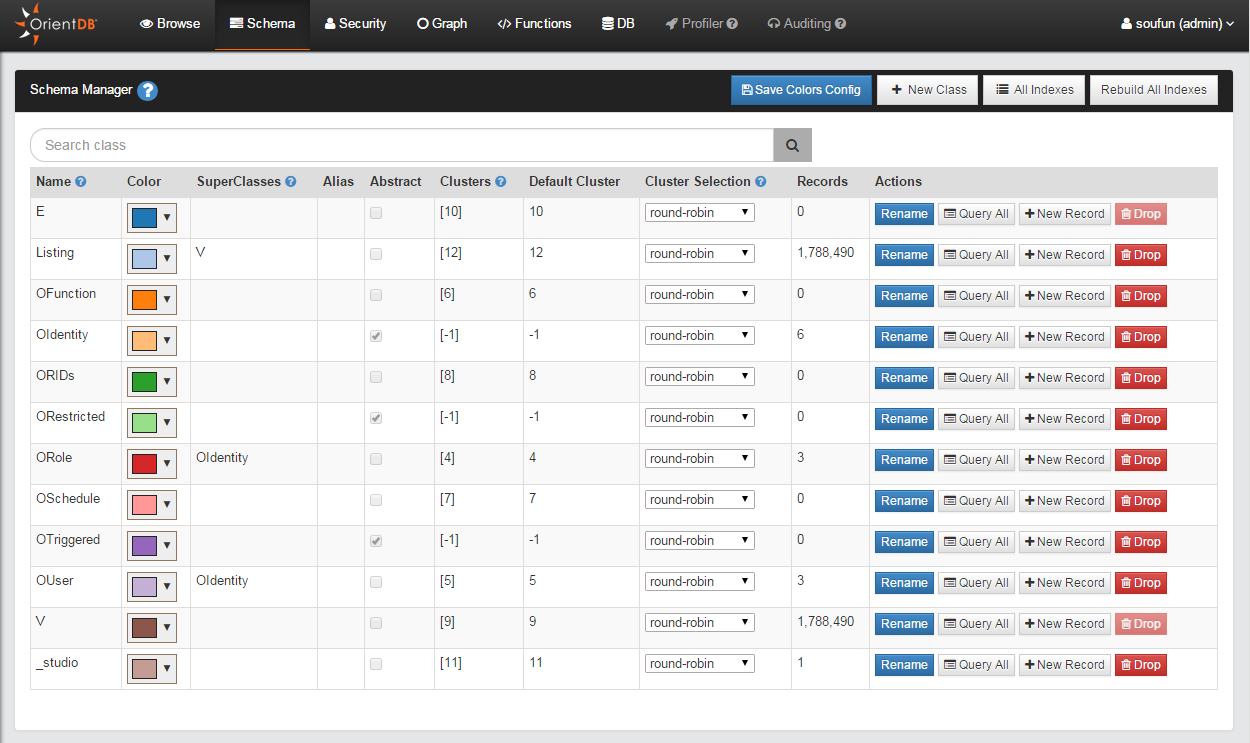 OrientDB Browse Schema Security Graph Functions DB Profiler Auditing soufun (admin)
Schema Manager ? Save Colors Config + New Class All Indexes Rebuild All Indexes
Search class
Name ? Color SuperClasses ? Alias Abstract Clusters ? Default Cluster Cluster Selection ? Records Actions
E [10] 10 round-robin 0 Rename Query All +New Record Drop
Listing V [12] 12 round-robin 1,788,490 Rename Query All +New Record Drop
OFunction [6] 6 round-robin 0 Rename Query All +New Record Drop
OIdentity [-1] -1 round-robin 6 Rename Query All +New Record Drop
ORIDs [8] 8 round-robin 0 Rename Query All +New Record Drop
ORestricted [-1] -1 round-robin 0 Rename Query All +New Record Drop
ORole OIdentity [4] 4 round-robin 3 Rename Query All +New Record Drop
OSchedule [7] 7 round-robin 0 Rename Query All +New Record Drop
OTriggered [-1] -1 round-robin 0 Rename Query All +New Record Drop
OUser OIdentity [5] 5 round-robin 3 Rename Query All +New Record Drop
V [9] 9 round-robin 1,788,490 Rename Query All +New Record Drop
_studio [11] 11 round-robin 1 Rename Query All +New Record Drop